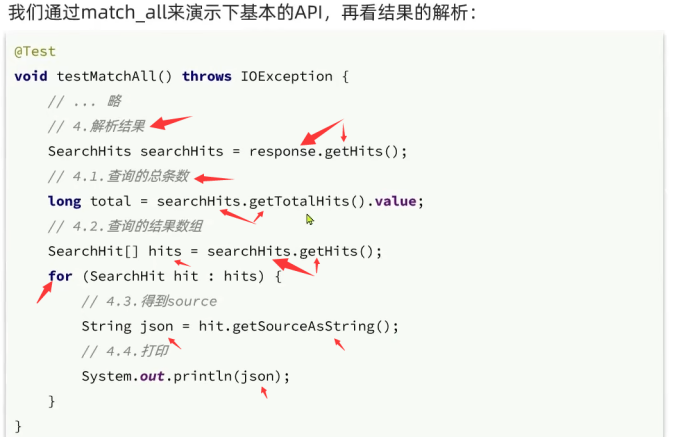 我们通过match_all来演示下基本的API，再看结果的解析：
@Test
void testMatchAll() throws IOException {
// ... 略
// 4.解析结果
SearchHits searchHits = response.getHits();
// 4.1.查询的总条数
long total = searchHits.getTotalHits().value;
// 4.2.查询的结果数组
SearchHit[] hits = searchHits.getHits();
for (SearchHit hit : hits) {
// 4.3.得到source
String json = hit.getSourceAsString();
// 4.4.打印
System.out.println(json);
}
}